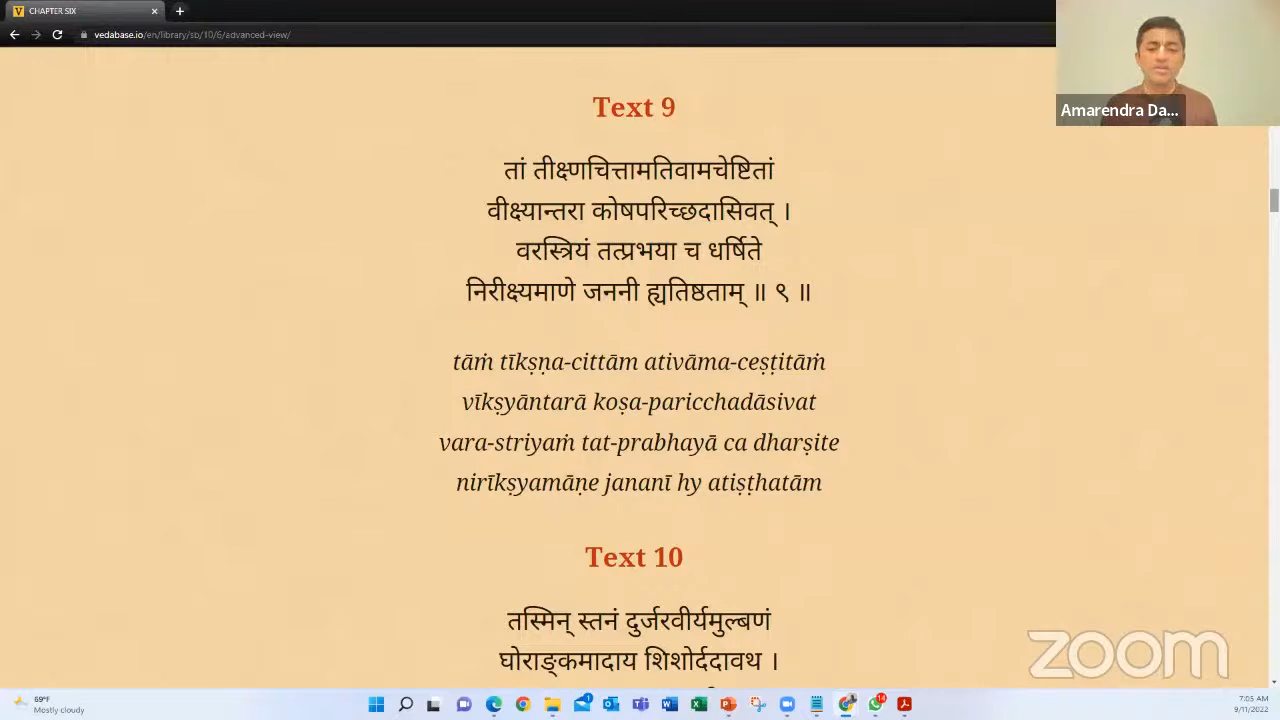 CHAPTER SIX
vedabase.io/en/library/sb/10/6/advanced-view/
Amarendra Da...
Text 9
तां तीक्ष्णचित्तामतिवामचेष्टितां
वीक्ष्यान्तरा कोषपरिच्छदासिवत् ।
वरस्त्रियं तत्प्रभया च धर्षिते
निरीक्ष्यमाणे जननी ह्यतिष्ठताम् ॥ ९ ॥
tāṁ tīkṣṇa-cittām ativāma-ceṣṭitāṁ
vīkṣyāntarā koṣa-paricchadāsivat
vara-striyaṁ tat-prabhayā ca dharṣite
nirīkṣyamāṇe jananī hy atiṣṭhatām
Text 10
तस्मिन् स्तनं दुर्जरवीर्यमुल्बणं
घोराङ्कमादाय शिशोर्ददावथ ।
zoom
69°F
Mostly cloudy
1
14
7:05 AM
9/11/2022